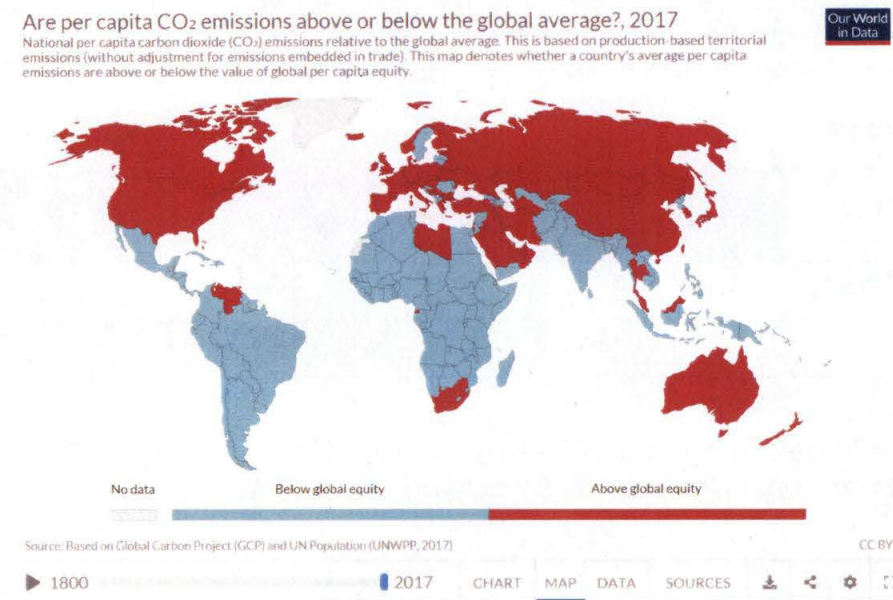 Are per capita CO₂ emissions above or below the global average?, 2017
Our World
in Data
National per capita carbon dioxide (CO₂) emissions relative to the global average. This is based on production-based territorial
emissions (without adjustment for emissions embedded in trade). This map denotes whether a country's average per capita
emissions are above or below the value of global per capita equity.
No data
Below global equity
Above global equity
Source: Based on Global Carbon Project (GCP) and UN Population (UNWPP, 2017)
CC BY
1800
2017
CHART
MAP
DATA
SOURCES